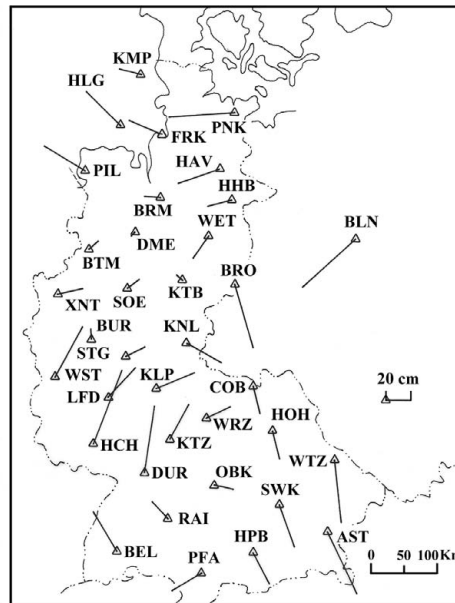 KMP
HLG
PNK
FRK
HAV
PIL
HHB
BRM
WET
BLN
DME
BTM
BRO
KTB
XNT
SOE
BUR
KNL
STG
WST
KLP
COB
20 cm
LFD
HOH
WRZ
HCH
KTZ
WTZ
DUR
OBK
SWK
RAI
AST
HPB
BEL
PFA
0 50 100Km